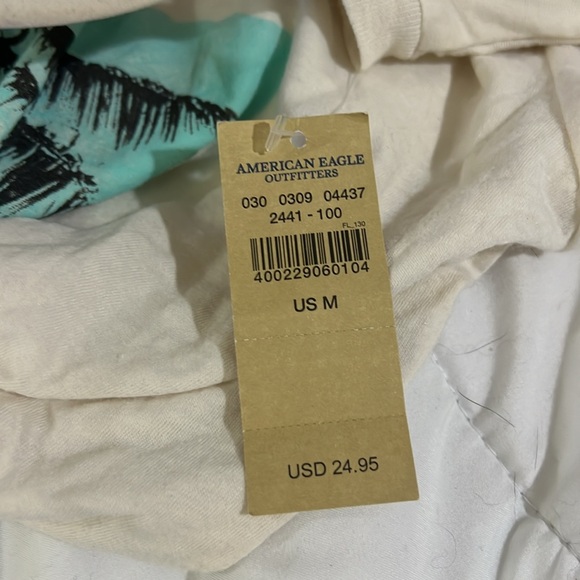 AMERICAN EAGLE
OUTFITTERS
030 0309 04437
2441 - 100
FL_130
400229060104
US M
USD 24.95